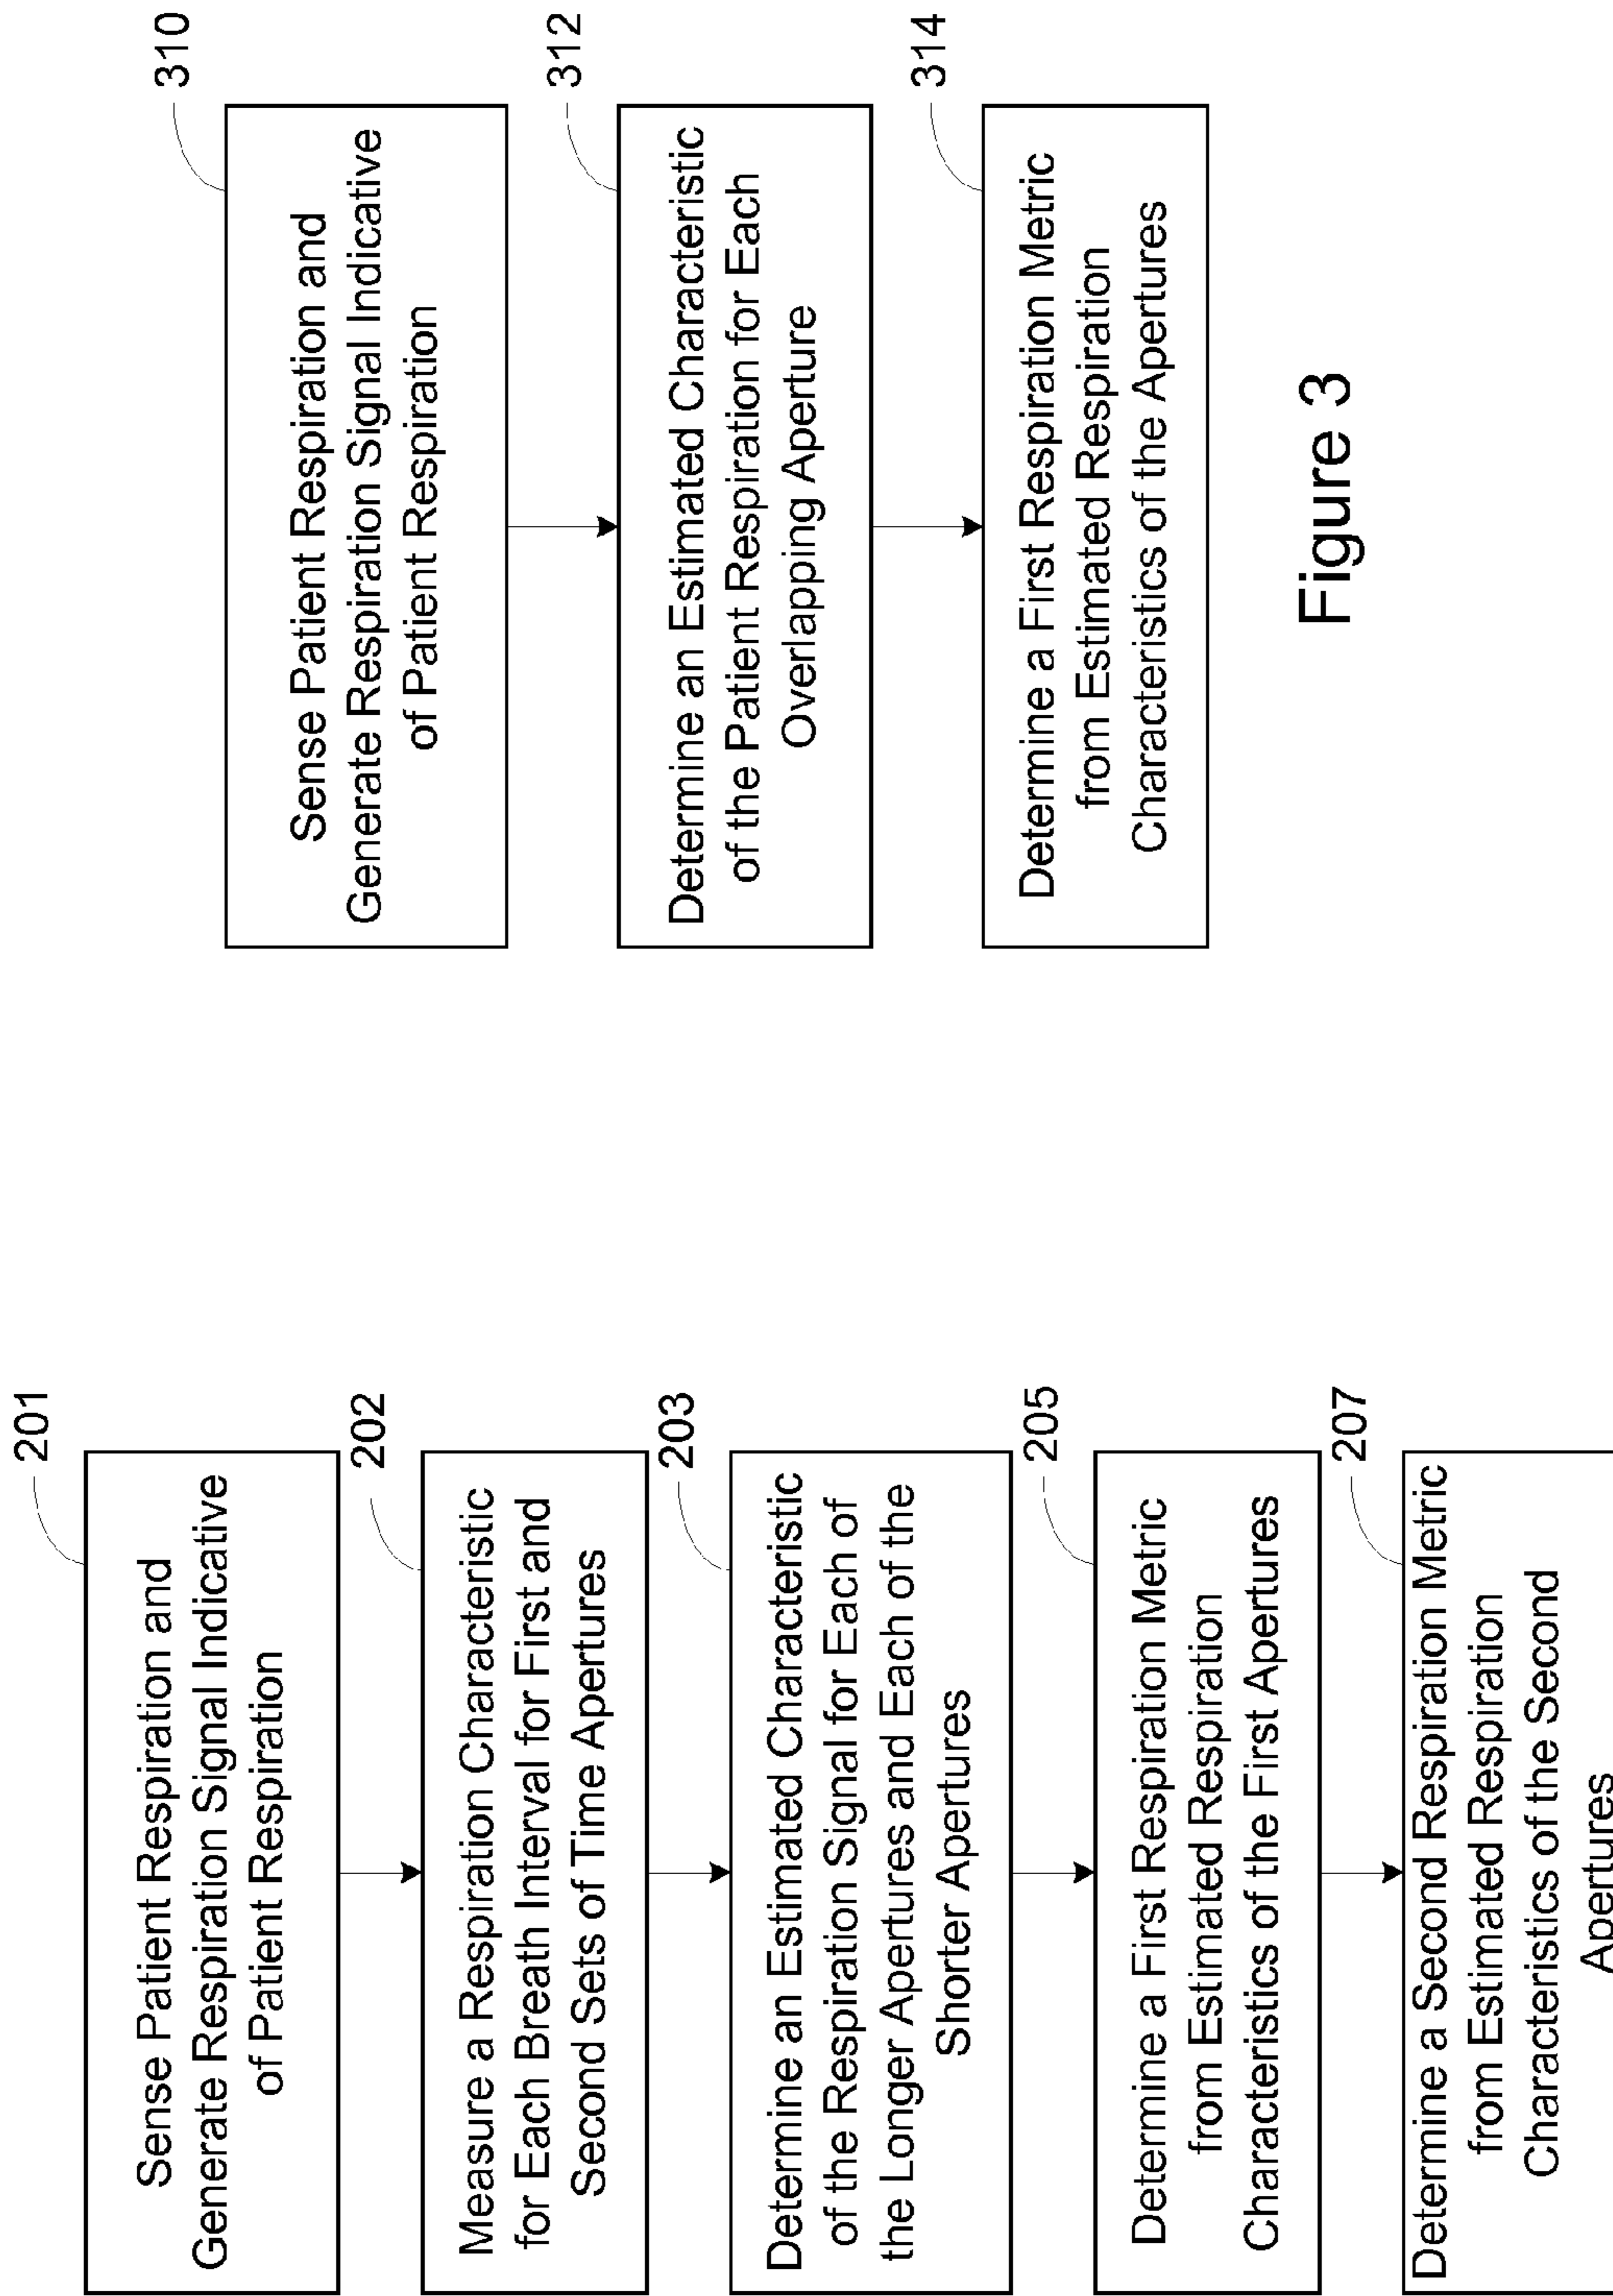 201
Sense Patient Respiration and
Generate Respiration Signal Indicative
of Patient Respiration
202
Measure a Respiration Characteristic
for Each Breath Interval for First and
Second Sets of Time Apertures
203
Determine an Estimated Characteristic
of the Respiration Signal for Each of
the Longer Apertures and Each of the
Shorter Apertures
205
Determine a First Respiration Metric
from Estimated Respiration
Characteristics of the First Apertures
207
Determine a Second Respiration Metric
from Estimated Respiration
Characteristics of the Second
Apertures
310
Sense Patient Respiration and
Generate Respiration Signal Indicative
of Patient Respiration
312
Determine an Estimated Characteristic
of the Patient Respiration for Each
Overlapping Aperture
314
Determine a First Respiration Metric
from Estimated Respiration
Characteristics of the Apertures
Figure 3